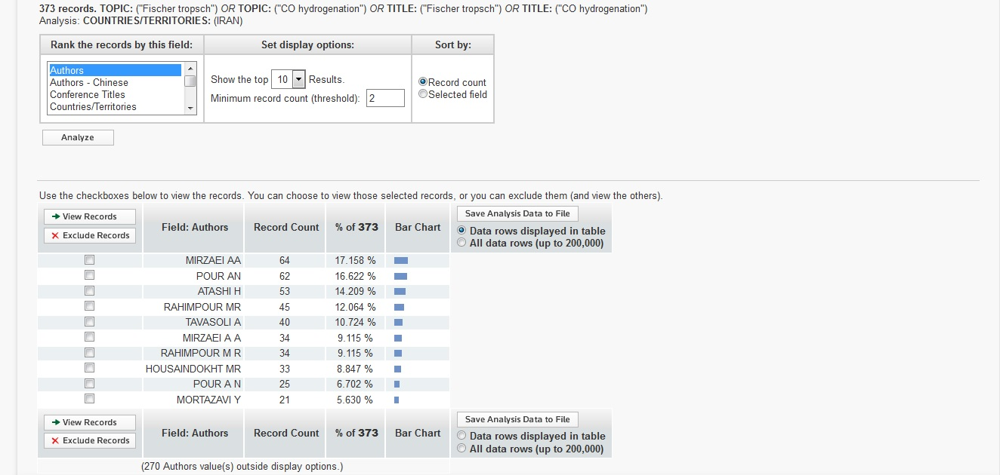 373 records. TOPIC: ("Fischer tropsch") OR TOPIC: ("CO hydrogenation") OR TITLE: ("Fischer tropsch") OR TITLE: ("CO hydrogenation")
Analysis: COUNTRIES/TERRITORIES: (IRAN)
Rank the records by this field: Set display options: Sort by:
Authors
Authors - Chinese
Conference Titles
Countries/Territories
Show the top 10 Results.
Minimum record count (threshold): 2
Record count
Selected field
Analyze
Use the checkboxes below to view the records. You can choose to view those selected records, or you can exclude them (and view the others).
View Records
Exclude Records
Field: Authors Record Count % of 373 Bar Chart
Save Analysis Data to File
Data rows displayed in table
All data rows (up to 200,000)
MIRZAEI AA 64 17.158 %
POUR AN 62 16.622 %
ATASHI H 53 14.209 %
RAHIMPOUR MR 45 12.064 %
TAVASOLI A 40 10.724 %
MIRZAEI A A 34 9.115 %
RAHIMPOUR M R 34 9.115 %
HOUSAINDOKHT MR 33 8.847 %
POUR A N 25 6.702 %
MORTAZAVI Y 21 5.630 %
View Records
Exclude Records
Field: Authors Record Count % of 373 Bar Chart
Save Analysis Data to File
Data rows displayed in table
All data rows (up to 200,000)
(270 Authors value(s) outside display options.)